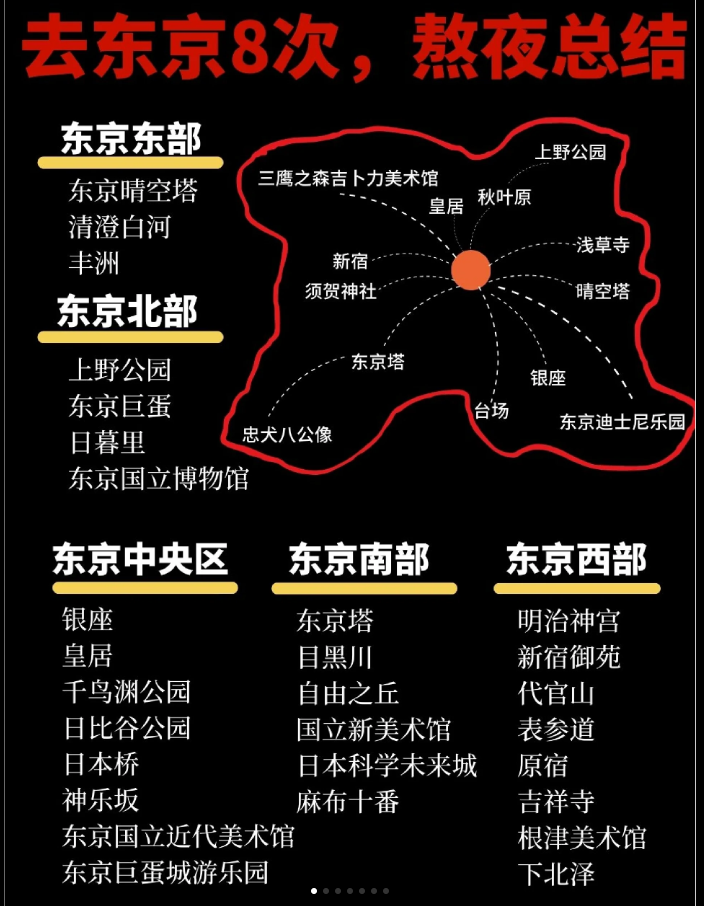 去东京8次，熬夜总结
东京东部
东京晴空塔
清澄白河
丰洲
东京北部
上野公园
东京巨蛋
日暮里
东京国立博物馆
上野公园
三鹰之森吉卜力美术馆
皇居
秋叶原
浅草寺
新宿
须贺神社
晴空塔
东京塔
银座
台场
东京迪士尼乐园
忠犬八公像
东京中央区
银座
皇居
千鸟渊公园
日比谷公园
日本桥
神乐坂
东京国立近代美术馆
东京巨蛋城游乐园
东京南部
东京塔
目黑川
自由之丘
国立新美术馆
日本科学未来城
麻布十番
东京西部
明治神宫
新宿御苑
代官山
表参道
原宿
吉祥寺
根津美术馆
下北泽